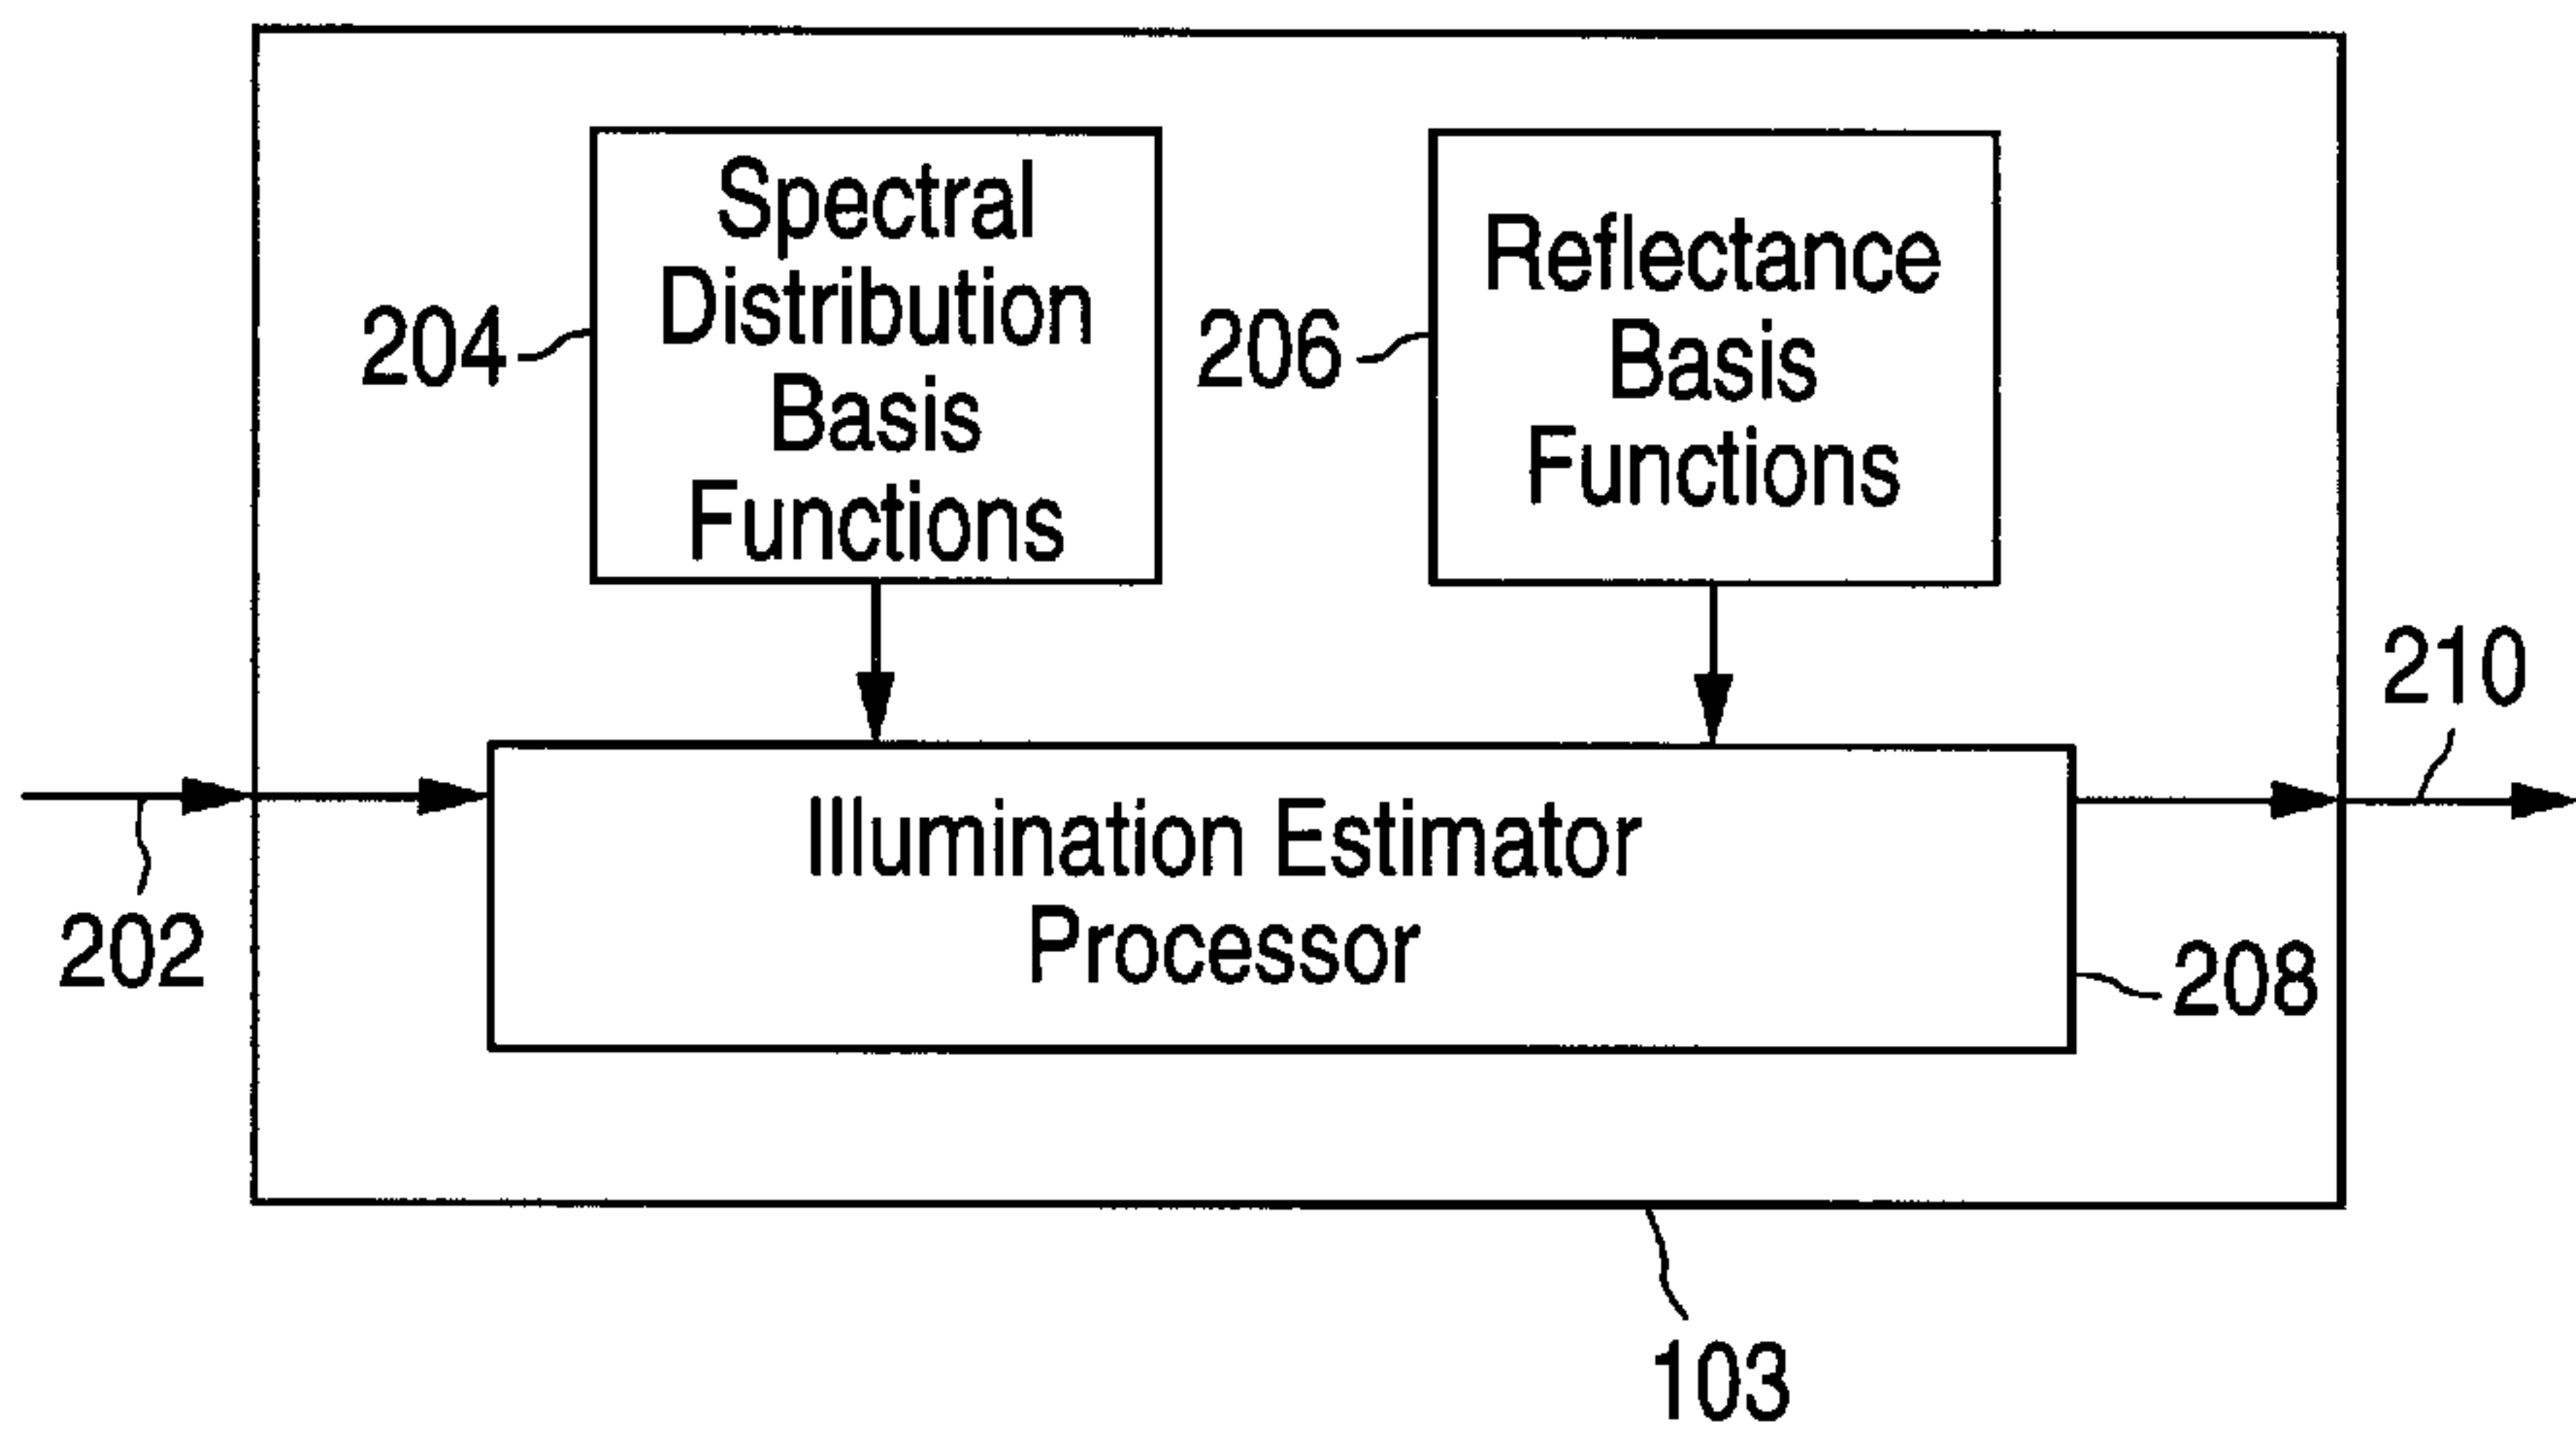 Spectral
Distribution
Basis
Functions
204
Reflectance
Basis
Functions
206
210
Illumination Estimator
Processor
202
208
103